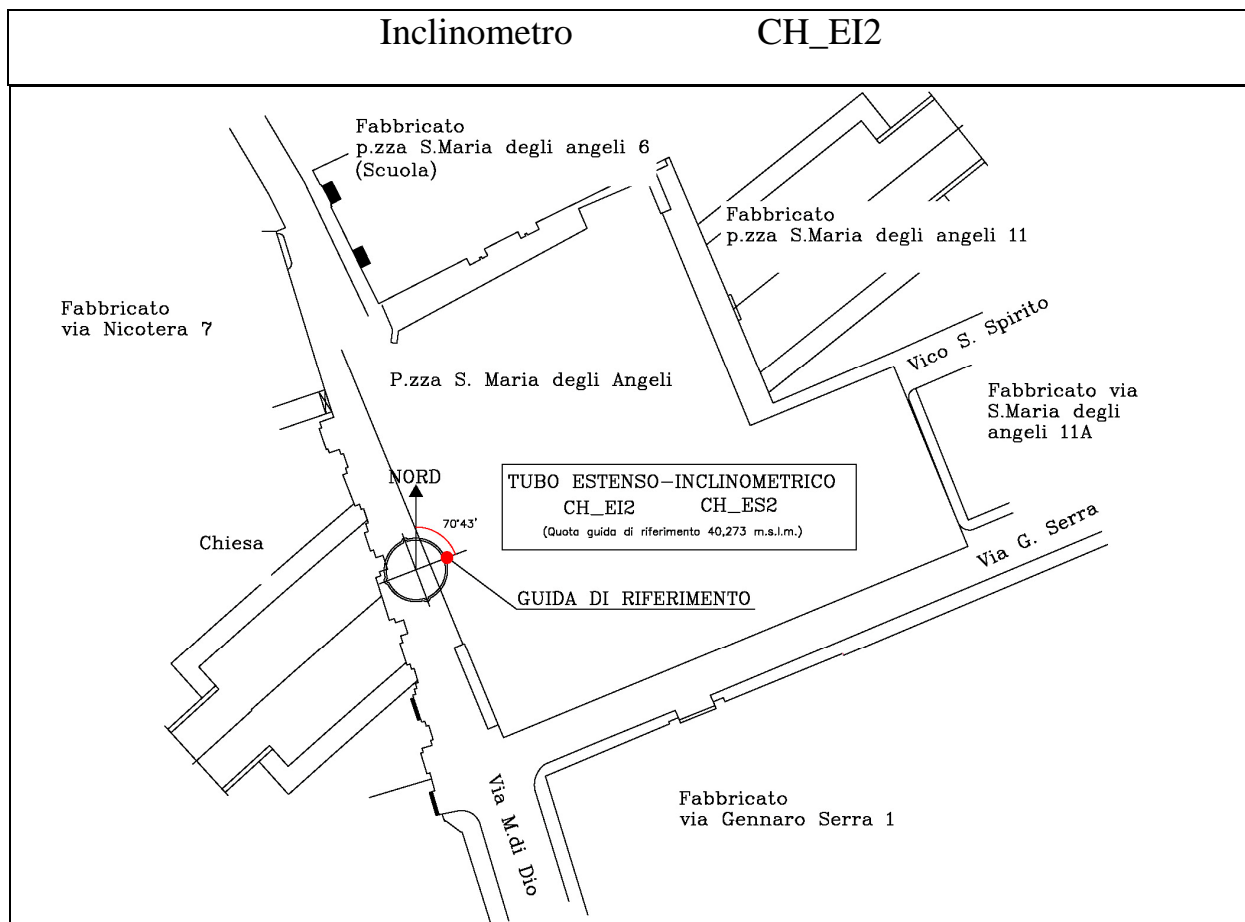 Inclinometro CH_EI2
Fabbricato
p.zza S.Maria degli angeli 6
(Scuola)
Fabbricato
p.zza S.Maria degli angeli 11
Fabbricato
via Nicotera 7
Vico S. Spirito
P.zza S. Maria degli Angeli
Fabbricato via
S.Maria degli
angeli 11A
NORD
70°43'
TUBO ESTENSO-INCLINOMETRICO
CH_EI2 CH_ES2
(Quota guida di riferimento 40,273 m.s.l.m.)
Chiesa
Via G. Serra
GUIDA DI RIFERIMENTO
Via M.di Dio
Fabbricato
via Gennaro Serra 1